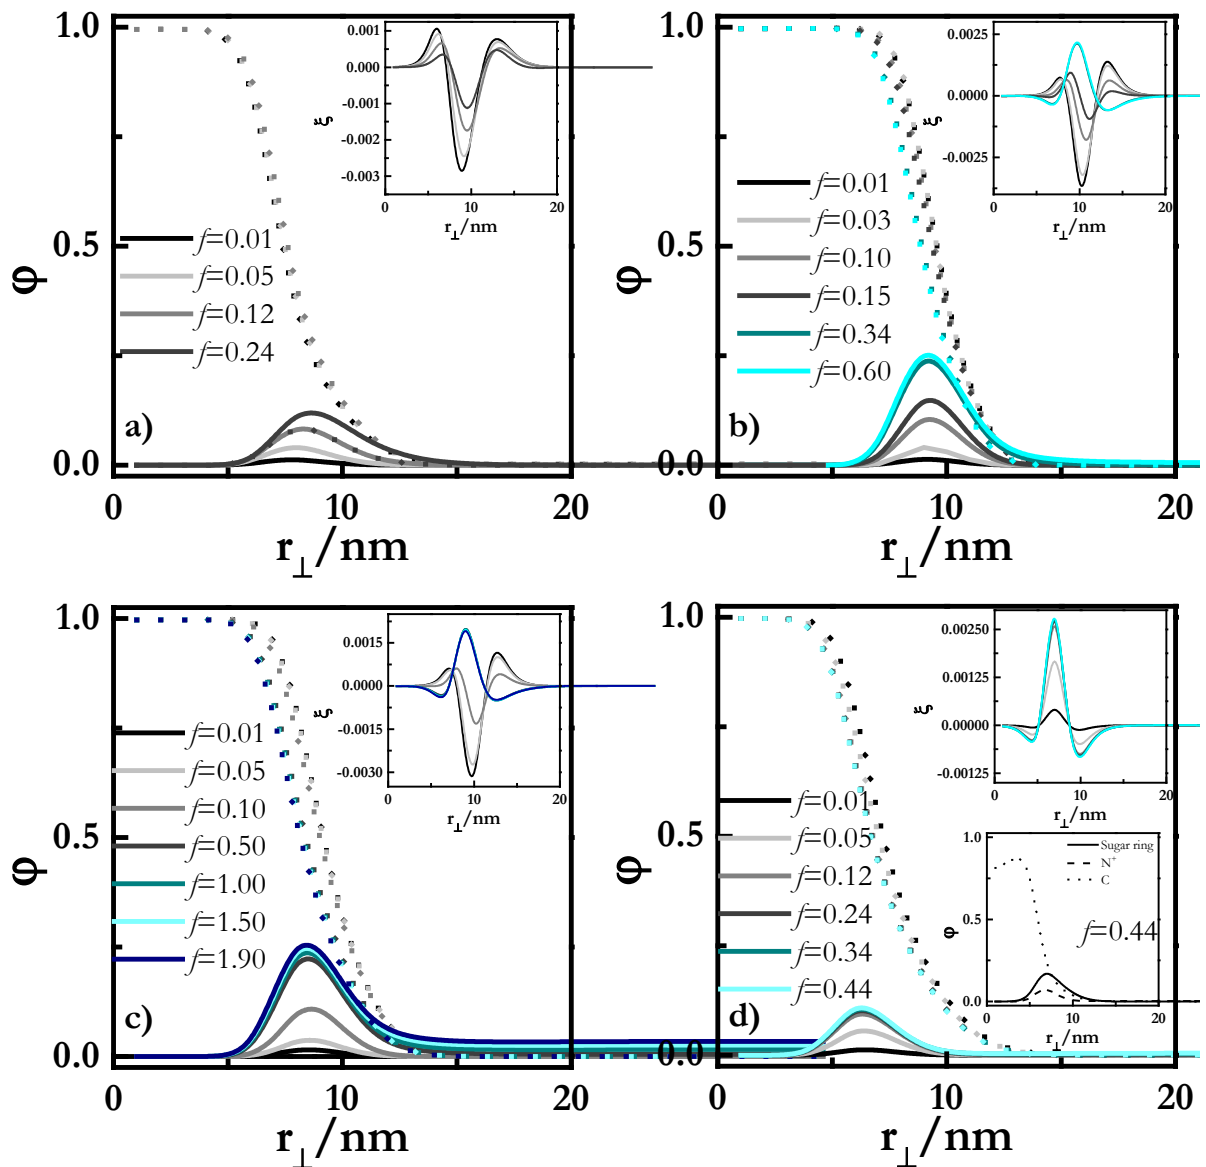 1.0
0.5
0.0
φ
0
10
20
r⊥/nm
f=0.01
f=0.05
f=0.12
f=0.24
a)
0.001
0.000
-0.001
-0.002
-0.003
ξ
0
10
20
r⊥/nm
1.0
0.5
0.0
φ
0
10
20
r⊥/nm
f=0.01
f=0.03
f=0.10
f=0.15
f=0.34
f=0.60
b)
0.0025
0.0000
-0.0025
ξ
0
10
20
r⊥/nm
1.0
0.5
0.0
φ
0
10
20
r⊥/nm
f=0.01
f=0.05
f=0.10
f=0.50
f=1.00
f=1.50
f=1.90
c)
0.0015
0.0000
-0.0015
-0.0030
ξ
0
10
20
r⊥/nm
1.0
0.5
0.0
φ
0
10
20
r⊥/nm
f=0.01
f=0.05
f=0.12
f=0.24
f=0.34
f=0.44
d)
0.00250
0.00125
0.00000
-0.00125
ξ
0
10
20
r⊥/nm
1.0
0.5
0.0
φ
0
10
20
r⊥/nm
Sugar ring
N⁺
C
f=0.44